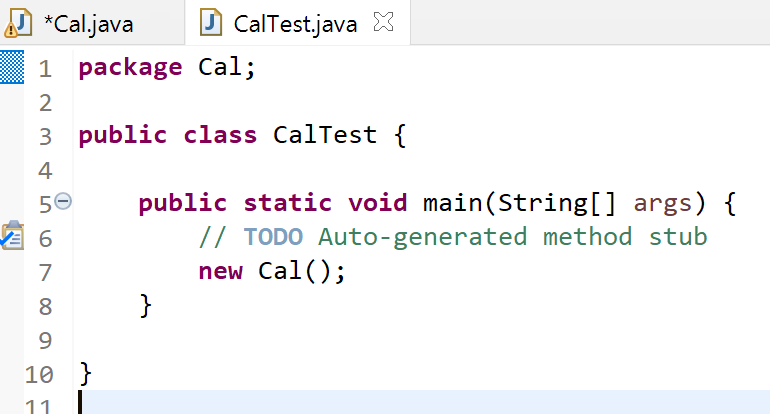 *Cal.java CalTest.java
1 package Cal;
2
3 public class CalTest {
4
5 public static void main(String[] args) {
6 // TODO Auto-generated method stub
7 new Cal();
8 }
9
10 }
11